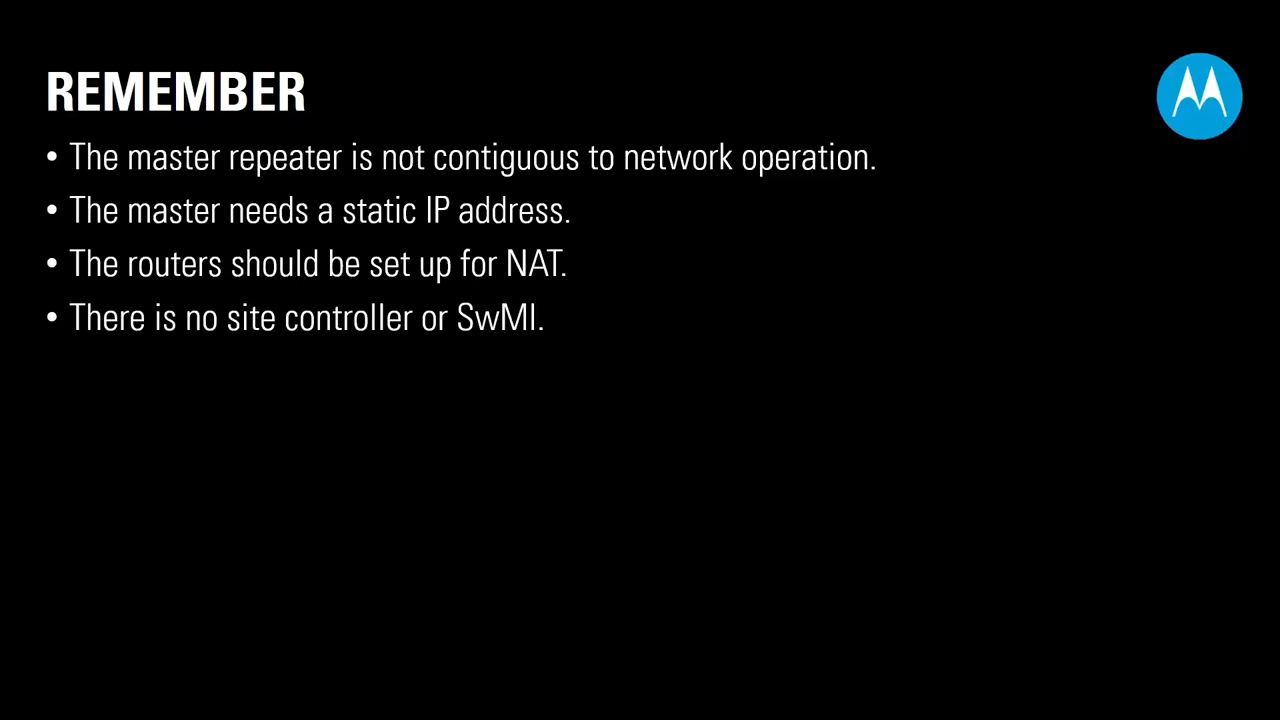 REMEMBER
• The master repeater is not contiguous to network operation.
• The master needs a static IP address.
• The routers should be set up for NAT.
• There is no site controller or SwMI.